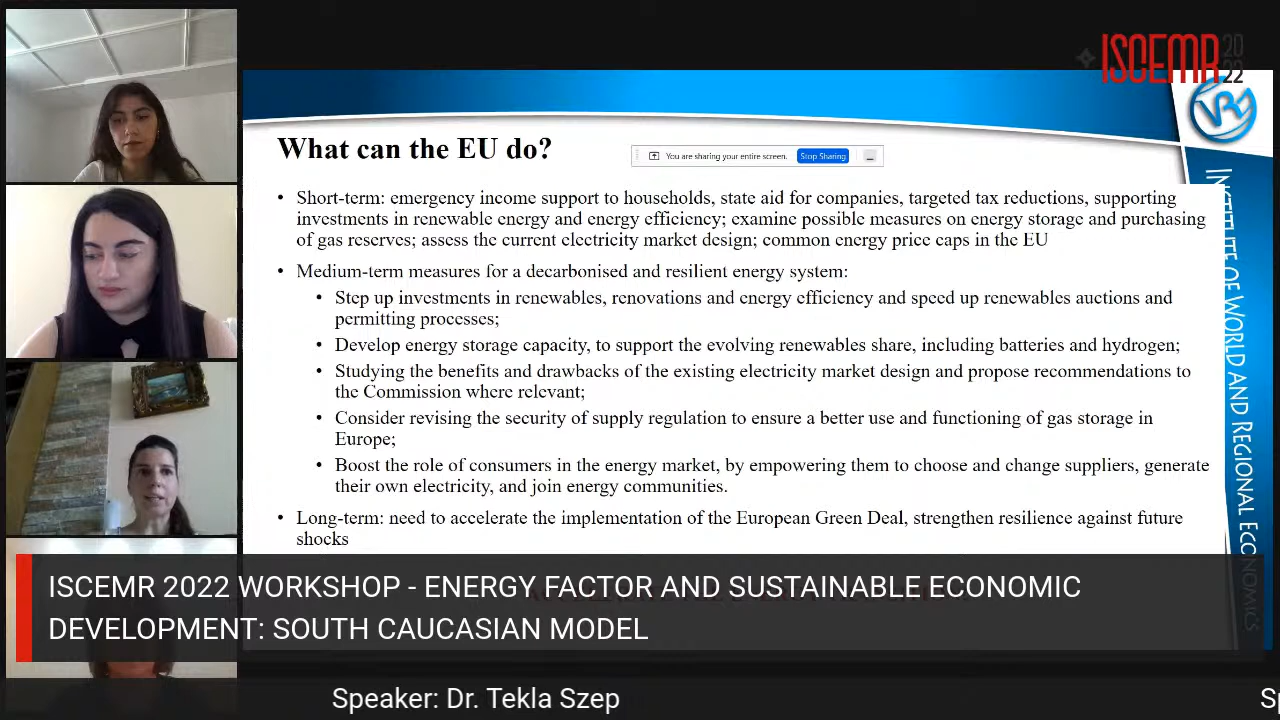 ISCEMR 20
22
What can the EU do?
You are sharing your entire screen. Stop Sharing
• Short-term: emergency income support to households, state aid for companies, targeted tax reductions, supporting
investments in renewable energy and energy efficiency; examine possible measures on energy storage and purchasing
of gas reserves; assess the current electricity market design; common energy price caps in the EU
• Medium-term measures for a decarbonised and resilient energy system:
• Step up investments in renewables, renovations and energy efficiency and speed up renewables auctions and
permitting processes;
• Develop energy storage capacity, to support the evolving renewables share, including batteries and hydrogen;
• Studying the benefits and drawbacks of the existing electricity market design and propose recommendations to
the Commission where relevant;
• Consider revising the security of supply regulation to ensure a better use and functioning of gas storage in
Europe;
• Boost the role of consumers in the energy market, by empowering them to choose and change suppliers, generate
their own electricity, and join energy communities.
• Long-term: need to accelerate the implementation of the European Green Deal, strengthen resilience against future
shocks
INSTITUTE OF WORLD AND REGIONAL ECONOMICS
ISCEMR 2022 WORKSHOP - ENERGY FACTOR AND SUSTAINABLE ECONOMIC
DEVELOPMENT: SOUTH CAUCASIAN MODEL
Speaker: Dr. Tekla Szep
Sp